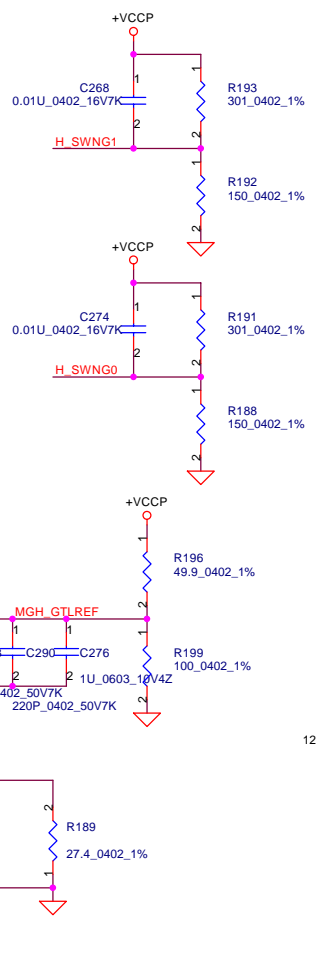 +VCCP
1
1
C268
R193
0.01U_0402_16V7K
301_0402_1%
2
2
H_SWNG1
1
R192
150_0402_1%
2
+VCCP
1
1
C274
R191
0.01U_0402_16V7K
301_0402_1%
2
2
H_SWNG0
1
R188
150_0402_1%
2
+VCCP
1
R196
49.9_0402_1%
2
MGH_GTLREF
1
1
1
C290
C276
R199
100_0402_1%
2
2
1U_0603_10V4Z
402_50V7K
220P_0402_50V7K
2
12
2
R189
27.4_0402_1%
1